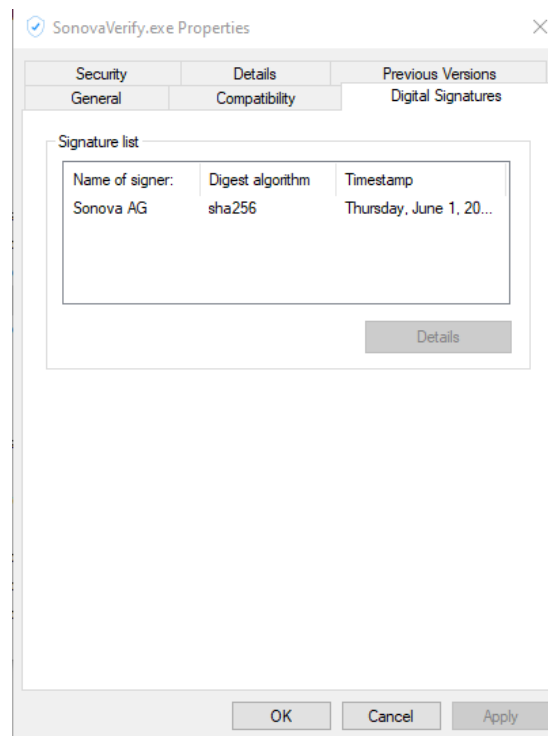 SonovaVerify.exe Properties
Security Details Previous Versions
General Compatibility Digital Signatures
Signature list
Name of signer: Digest algorithm Timestamp
Sonova AG sha256 Thursday, June 1, 20...
Details
OK Cancel Apply